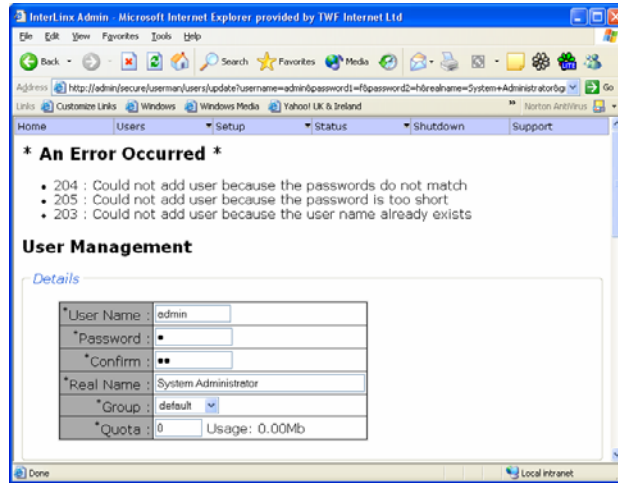 InterLinx Admin - Microsoft Internet Explorer provided by TWF Internet Ltd
File Edit View Favorites Tools Help
Back Search Favorites Media
Address http://admin/secure/userman/users/update?username=admin&password1=f&password2=h&realname=System+Administrator&g Go
Links Customize Links Windows Windows Media Yahoo! UK & Ireland » Norton AntiVirus
Home Users Setup Status Shutdown Support
* An Error Occurred *
• 204 : Could not add user because the passwords do not match
• 205 : Could not add user because the password is too short
• 203 : Could not add user because the user name already exists
User Management
Details
*User Name : admin
*Password : •
*Confirm : ••
*Real Name : System Administrator
*Group : default
*Quota : 0 Usage: 0.00Mb
Done Local intranet